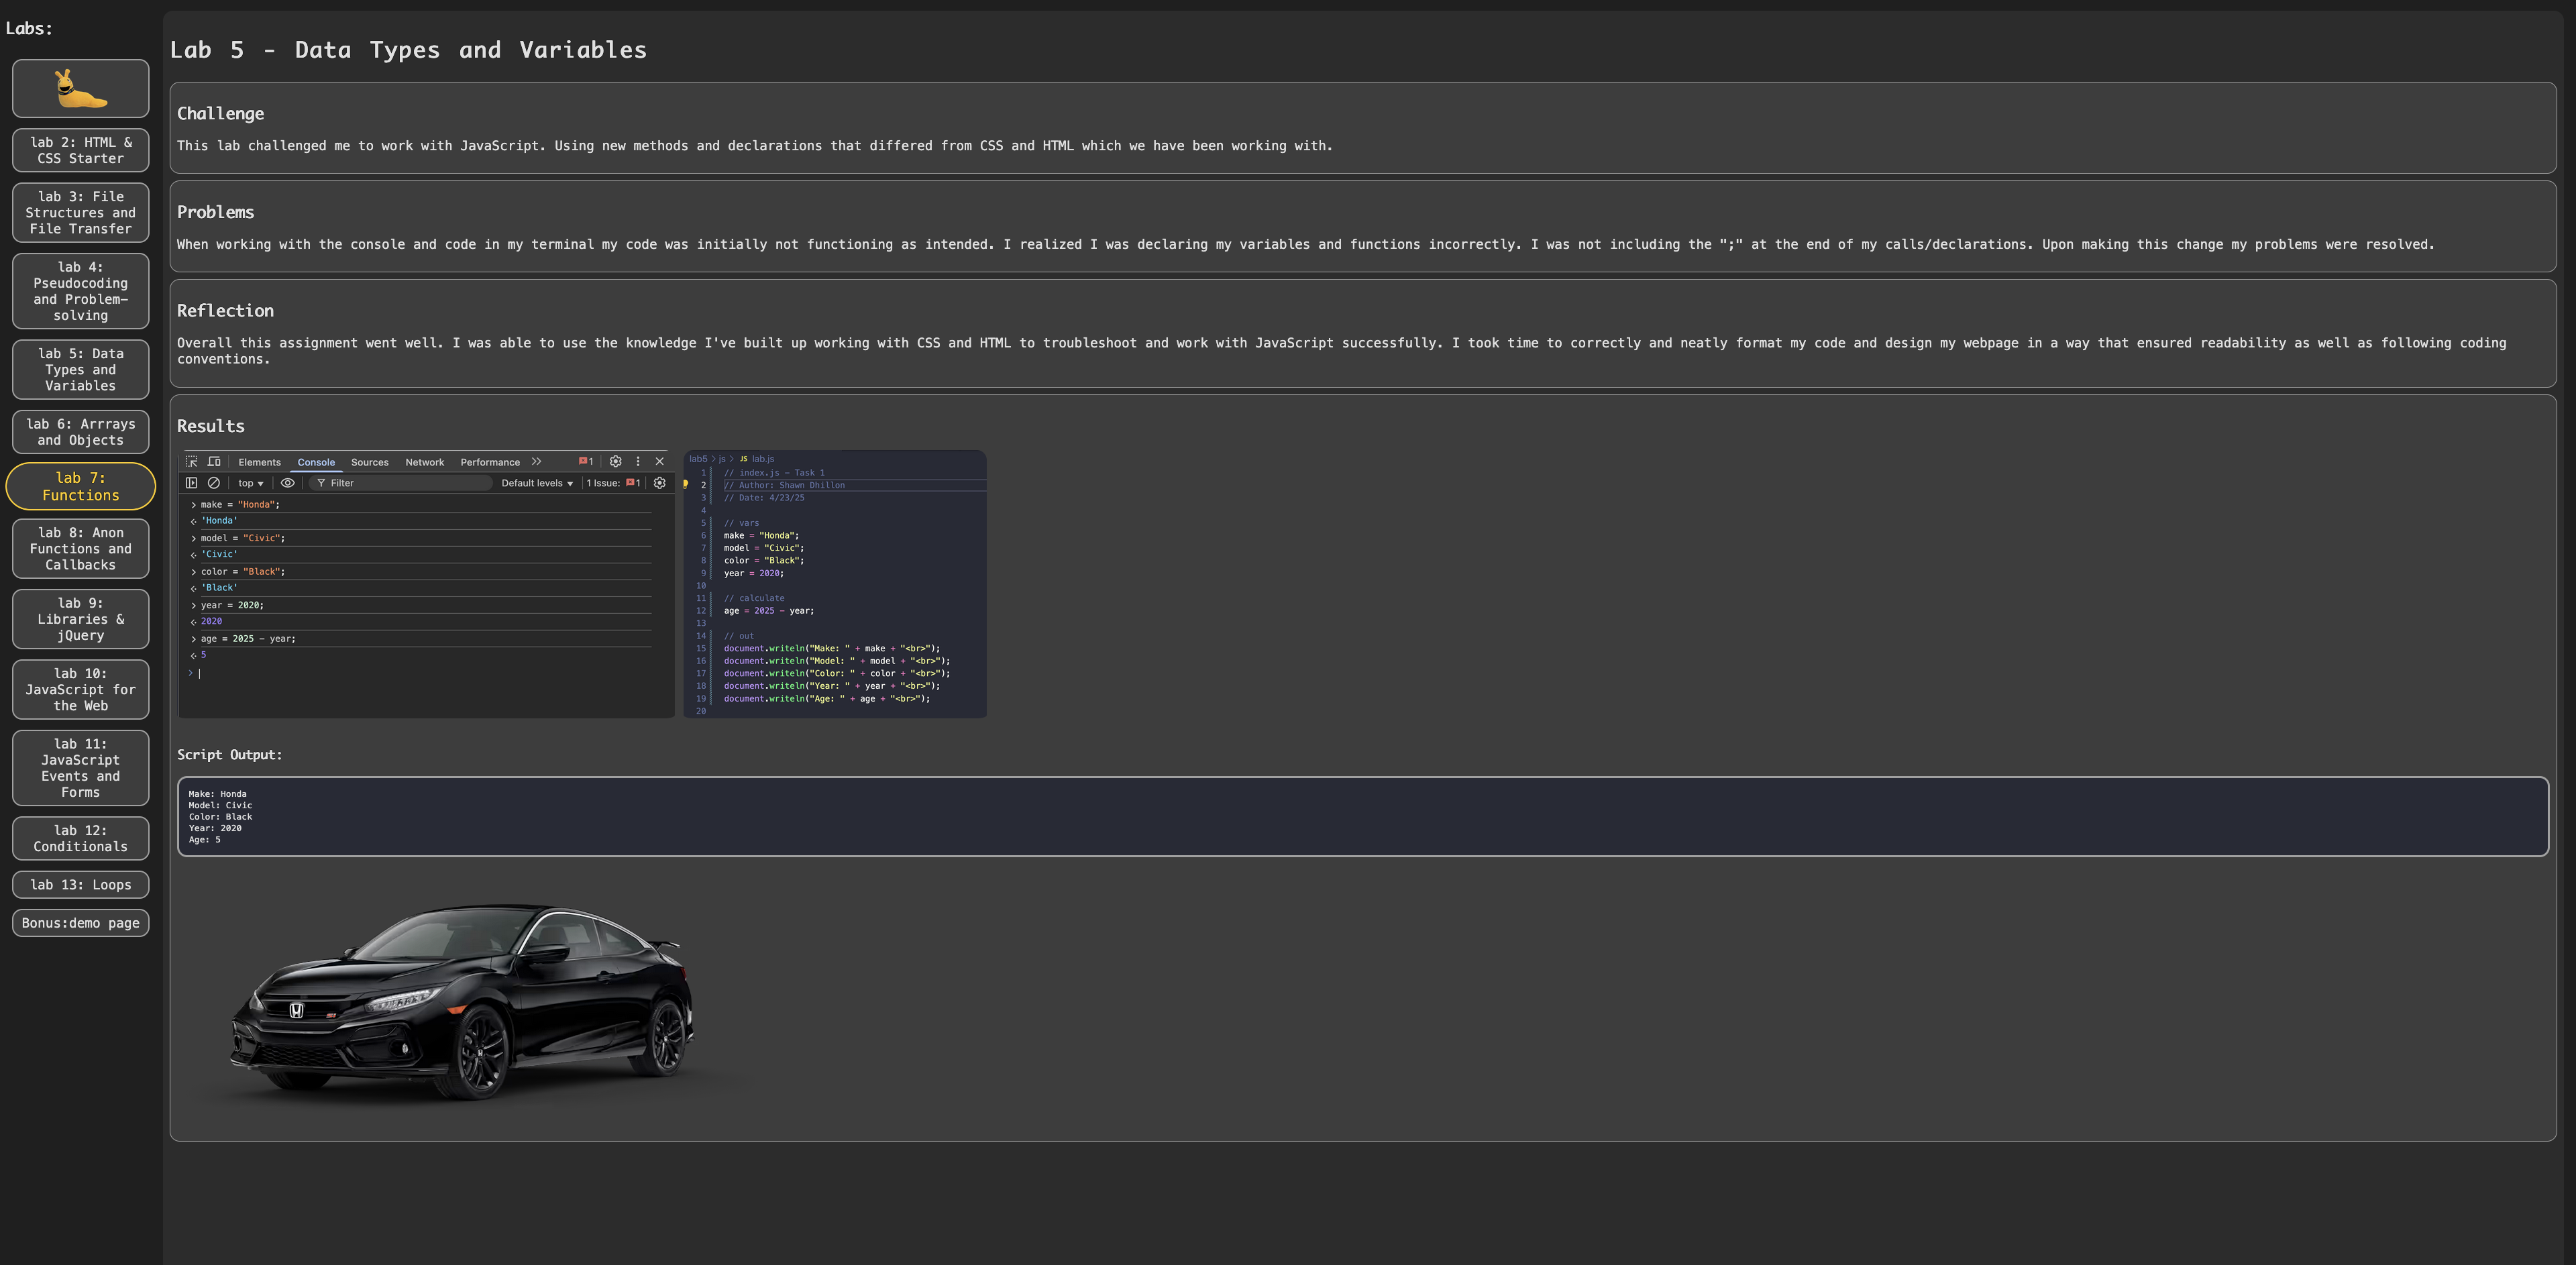 Labs:
lab 2: HTML &
CSS Starter
lab 3: File
Structures and
File Transfer
lab 4:
Pseudocoding
and Problem-
solving
lab 5: Data
Types and
Variables
lab 6: Arrrays
and Objects
lab 7:
Functions
lab 8: Anon
Functions and
Callbacks
lab 9:
Libraries &
jQuery
lab 10:
JavaScript for
the Web
lab 11:
JavaScript
Events and
Forms
lab 12:
Conditionals
lab 13: Loops
Bonus:demo page
Lab 5 - Data Types and Variables
Challenge
This lab challenged me to work with JavaScript. Using new methods and declarations that differed from CSS and HTML which we have been working with.
Problems
When working with the console and code in my terminal my code was initially not functioning as intended. I realized I was declaring my variables and functions incorrectly. I was not including the ";" at the end of my calls/declarations. Upon making this change my problems were resolved.
Reflection
Overall this assignment went well. I was able to use the knowledge I've built up working with CSS and HTML to troubleshoot and work with JavaScript successfully. I took time to correctly and neatly format my code and design my webpage in a way that ensured readability as well as following coding
conventions.
Results
Elements Console Sources Network Performance 1
top Filter Default levels 1 Issue: 1
make = "Honda";
'Honda'
model = "Civic";
'Civic'
color = "Black";
'Black'
year = 2020;
2020
age = 2025 - year;
5
lab5 > js > JS lab.js
1 // index.js - Task 1
2 // Author: Shawn Dhillon
3 // Date: 4/23/25
4
5 // vars
6 make = "Honda";
7 model = "Civic";
8 color = "Black";
9 year = 2020;
10
11 // calculate
12 age = 2025 - year;
13
14 // out
15 document.writeln("Make: " + make + "<br>");
16 document.writeln("Model: " + model + "<br>");
17 document.writeln("Color: " + color + "<br>");
18 document.writeln("Year: " + year + "<br>");
19 document.writeln("Age: " + age + "<br>");
20
Script Output:
Make: Honda
Model: Civic
Color: Black
Year: 2020
Age: 5